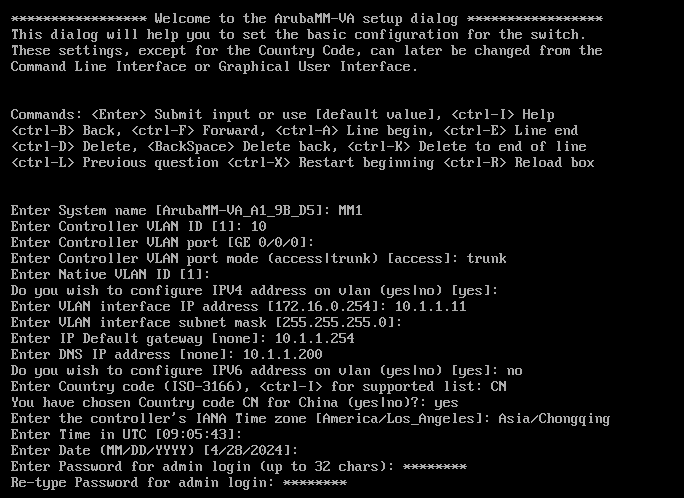 ***************** Welcome to the ArubaMM-VA setup dialog *****************
This dialog will help you to set the basic configuration for the switch.
These settings, except for the Country Code, can later be changed from the
Command Line Interface or Graphical User Interface.
Commands: <Enter> Submit input or use [default value], <ctrl-I> Help
<ctrl-B> Back, <ctrl-F> Forward, <ctrl-A> Line begin, <ctrl-E> Line end
<ctrl-D> Delete, <BackSpace> Delete back, <ctrl-K> Delete to end of line
<ctrl-L> Previous question <ctrl-X> Restart beginning <ctrl-R> Reload box
Enter System name [ArubaMM-VA_A1_9B_D5]: MM1
Enter Controller VLAN ID [1]: 10
Enter Controller VLAN port [GE 0/0/0]:
Enter Controller VLAN port mode (access|trunk) [access]: trunk
Enter Native VLAN ID [1]:
Do you wish to configure IPV4 address on vlan (yes|no) [yes]:
Enter VLAN interface IP address [172.16.0.254]: 10.1.1.11
Enter VLAN interface subnet mask [255.255.255.0]:
Enter IP Default gateway [none]: 10.1.1.254
Enter DNS IP address [none]: 10.1.1.200
Do you wish to configure IPV6 address on vlan (yes|no) [yes]: no
Enter Country code (ISO-3166), <ctrl-I> for supported list: CN
You have chosen Country code CN for China (yes|no)?: yes
Enter the controller's IANA Time zone [America/Los_Angeles]: Asia/Chongqing
Enter Time in UTC [09:05:43]:
Enter Date (MM/DD/YYYY) [4/28/2024]:
Enter Password for admin login (up to 32 chars): ********
Re-type Password for admin login: ********